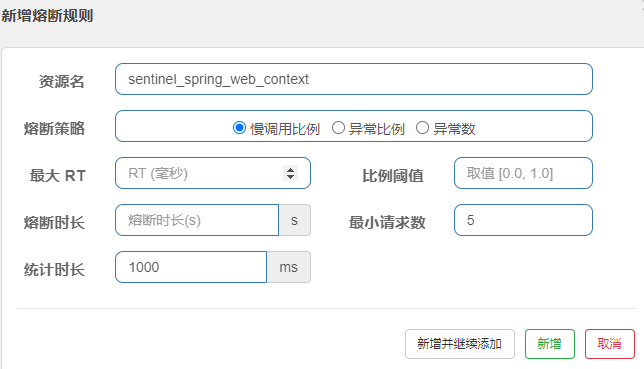 新增熔断规则
资源名 sentinel_spring_web_context
熔断策略 慢调用比例 异常比例 异常数
最大 RT RT (毫秒) 比例阈值 取值 [0.0, 1.0]
熔断时长 熔断时长(s) s 最小请求数 5
统计时长 1000 ms
新增并继续添加 新增 取消